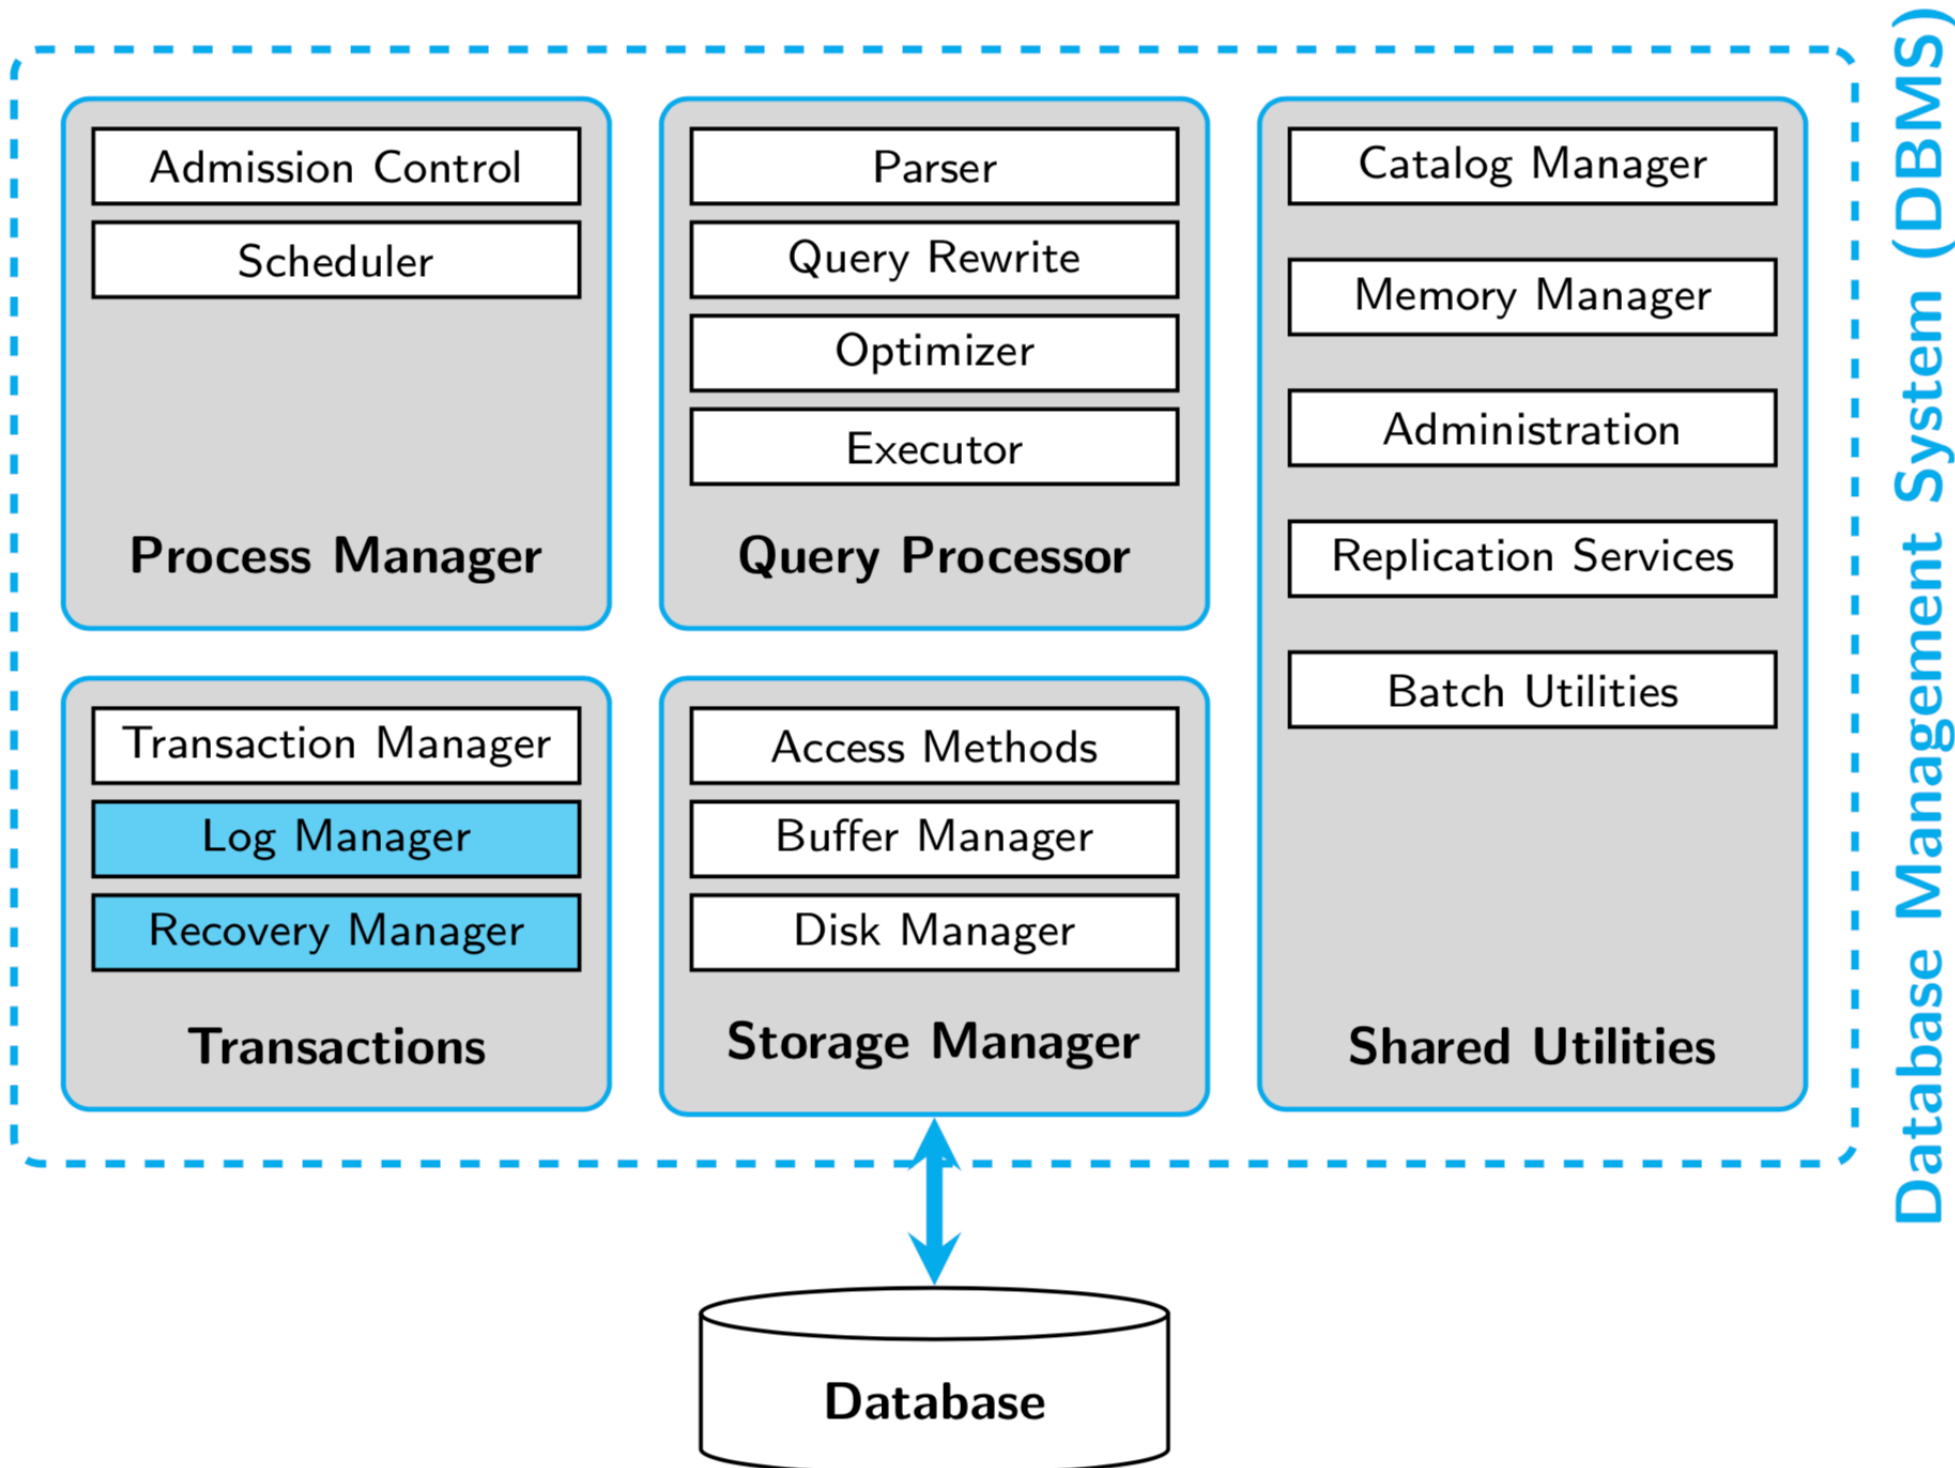 Admission Control
Scheduler
Process Manager
Parser
Query Rewrite
Optimizer
Executor
Query Processor
Catalog Manager
Memory Manager
Administration
Replication Services
Batch Utilities
Shared Utilities
Transaction Manager
Log Manager
Recovery Manager
Transactions
Access Methods
Buffer Manager
Disk Manager
Storage Manager
Database Management System (DBMS)
Database